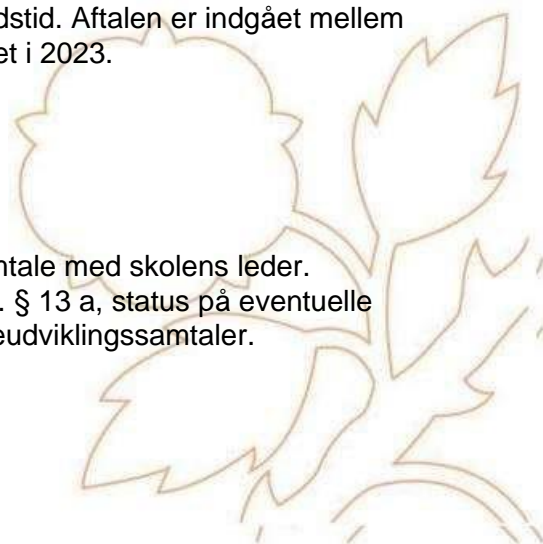 dstid. Aftalen er indgået mellem
et i 2023.
ntale med skolens leder.
. § 13 a, status på eventuelle
eudviklingssamtaler.